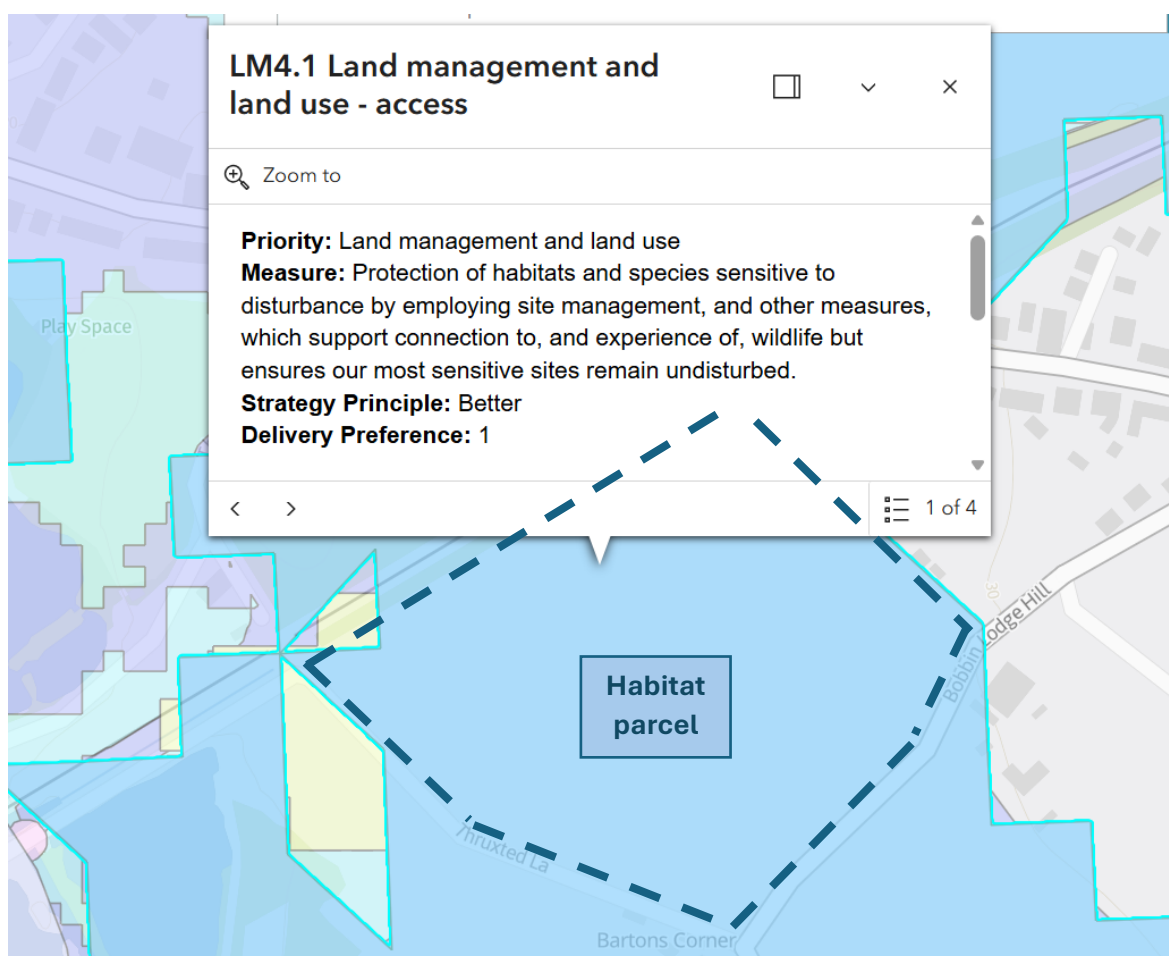 LM4.1 Land management and
land use - access
Zoom to
Priority: Land management and land use
Measure: Protection of habitats and species sensitive to
disturbance by employing site management, and other measures,
which support connection to, and experience of, wildlife but
ensures our most sensitive sites remain undisturbed.
Strategy Principle: Better
Delivery Preference: 1
1 of 4
Play Space
30
Bobbin Lodge Hill
Habitat
parcel
Thruxted La
Bartons Corner